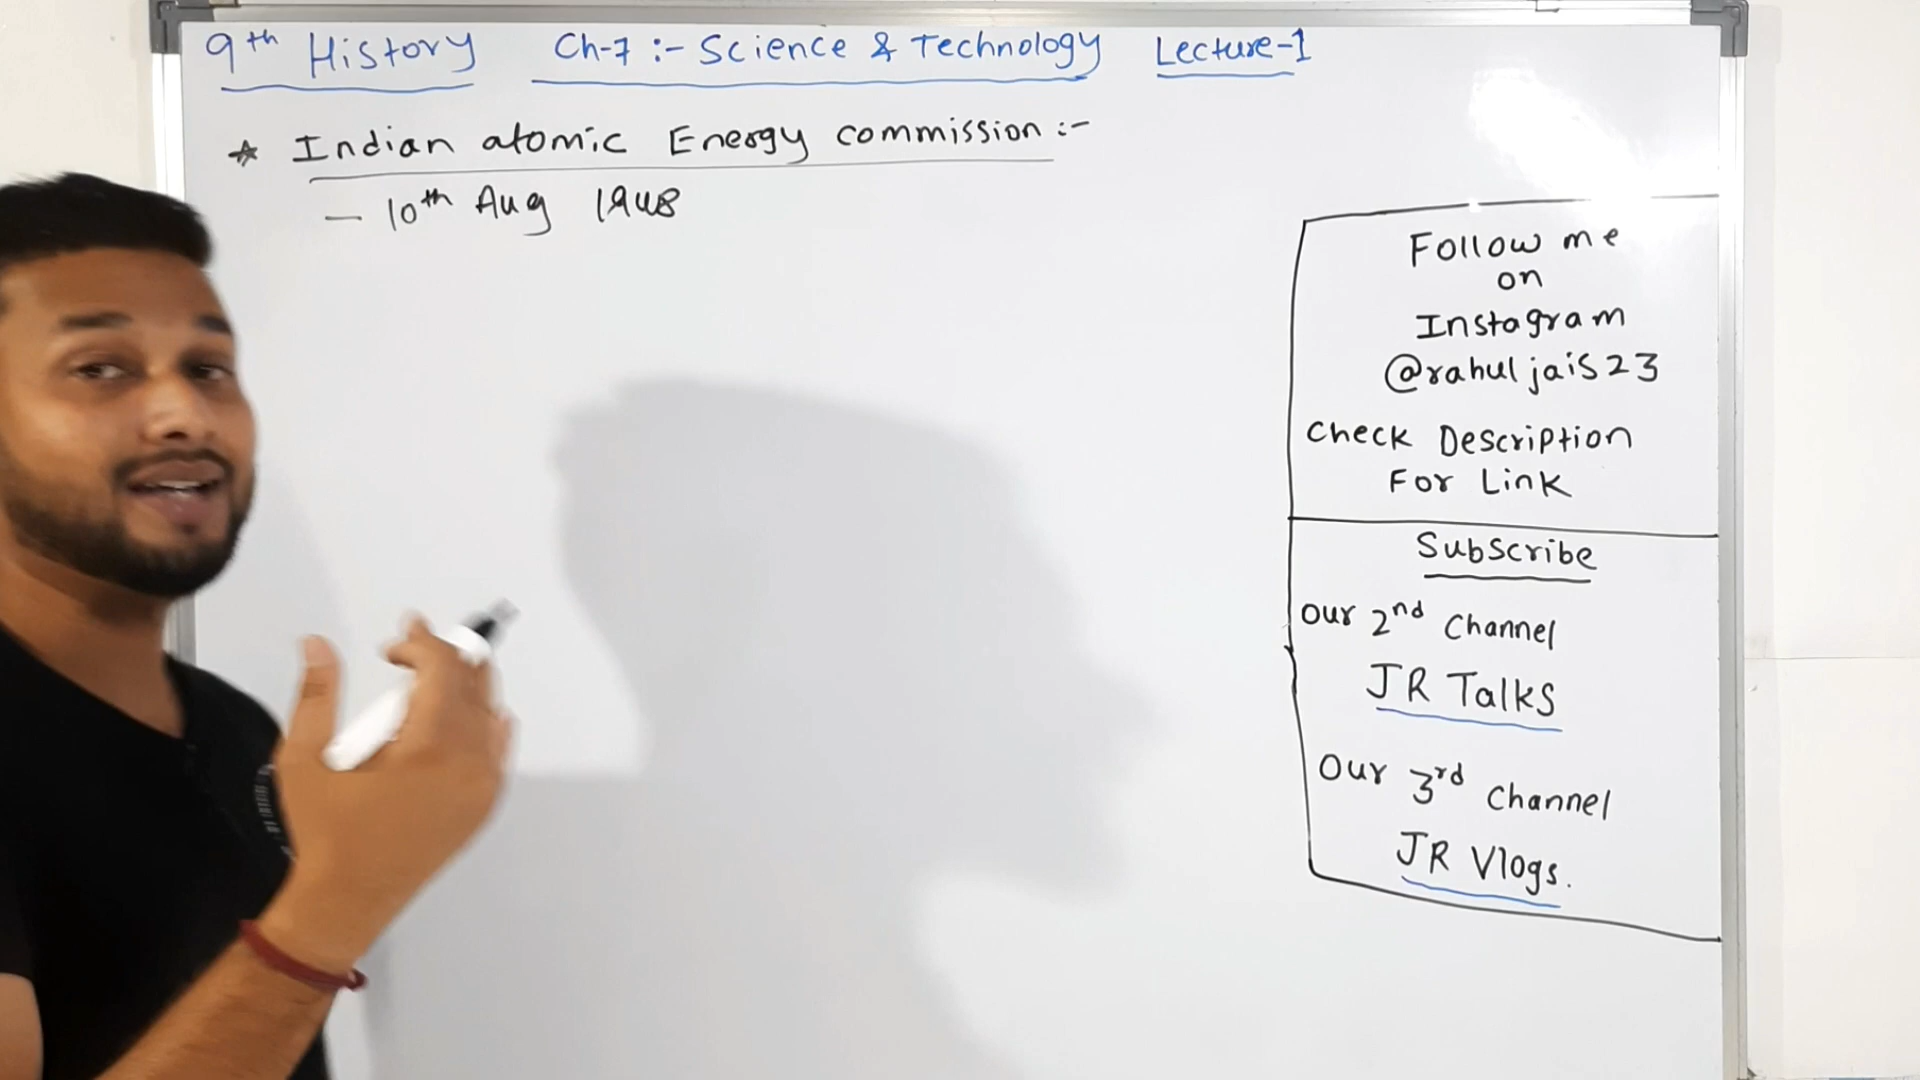 9th History Ch-7 :- Science & Technology Lecture-1
* Indian atomic Energy commission :-
- 10th Aug 1948
Follow me
on
Instagram
@rahuljais23
Check Description
For Link
Subscribe
Our 2nd Channel
JR Talks
Our 3rd Channel
JR Vlogs.